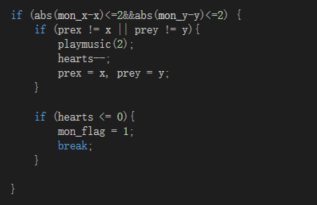 if (abs(mon_x-x)<=2&&abs(mon_y-y)<=2) {
if (prex != x || prey != y){
playmusic(2);
hearts--;
prex = x, prey = y;
}
if (hearts <= 0){
mon_flag = 1;
break;
}
}